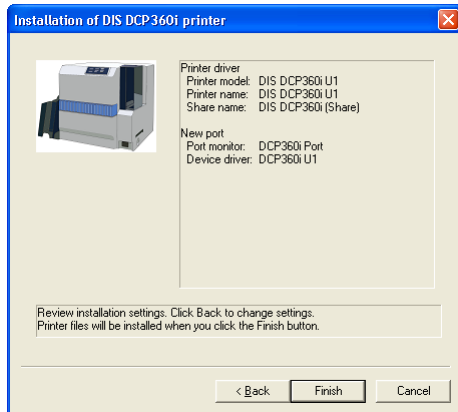 Installation of DIS DCP360i printer
Printer driver
Printer model: DIS DCP360i U1
Printer name: DIS DCP360i U1
Share name: DIS DCP360i (Share)
New port
Port monitor: DCP360i Port
Device driver: DCP360i U1
Review installation settings. Click Back to change settings.
Printer files will be installed when you click the Finish button.
< Back Finish Cancel